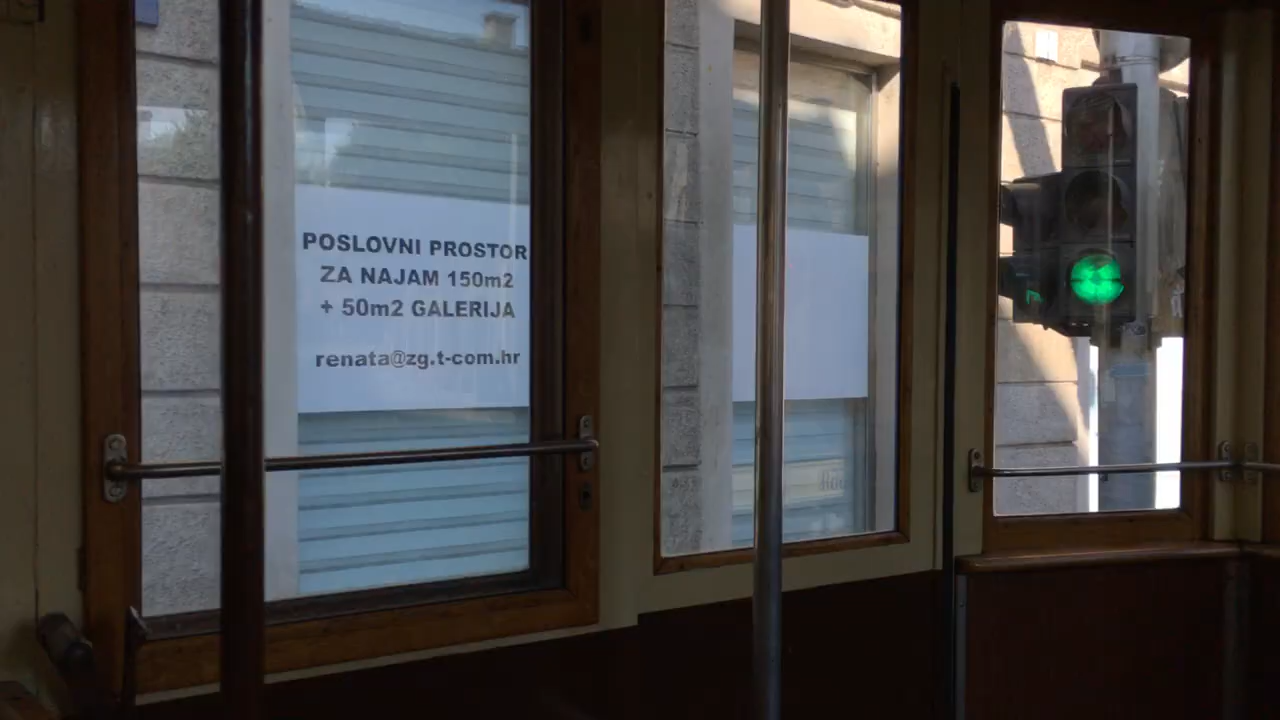 POSLOVNI PROSTOR
ZA NAJAM 150m2
+ 50m2 GALERIJA
renata@zg.t-com.hr